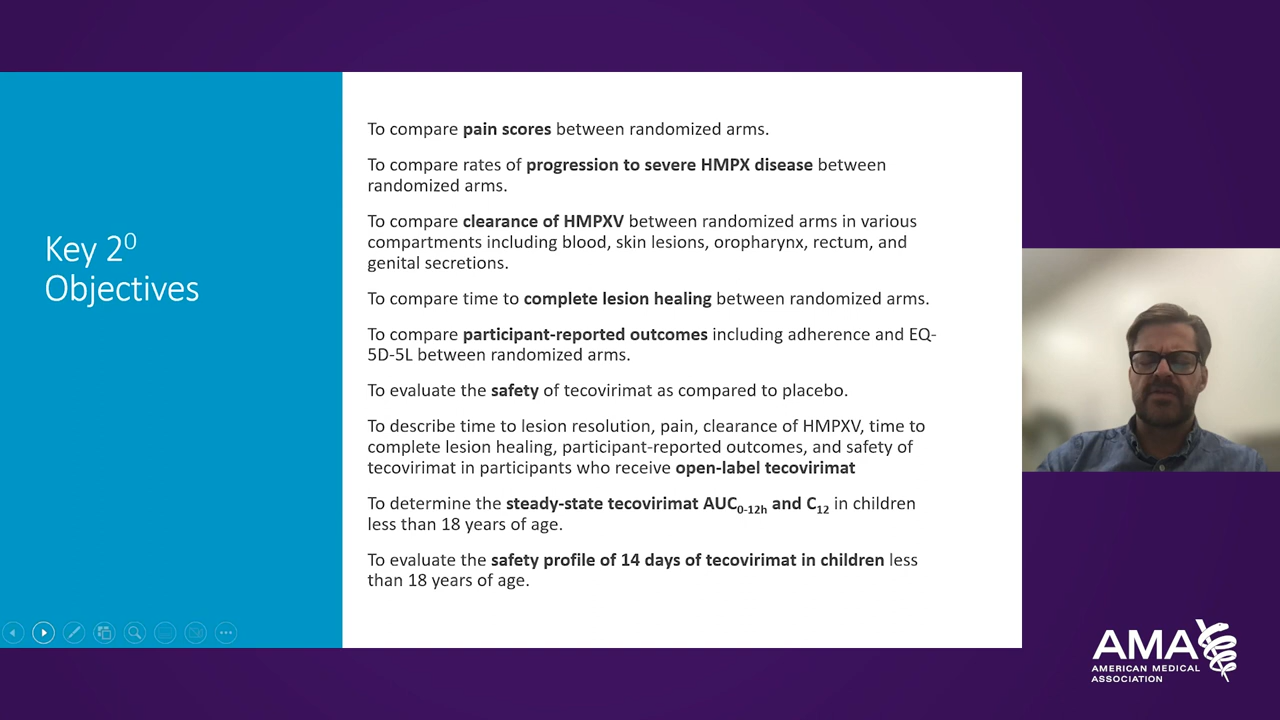 Key 2⁰
Objectives
To compare pain scores between randomized arms.
To compare rates of progression to severe HMPX disease between
randomized arms.
To compare clearance of HMPXV between randomized arms in various
compartments including blood, skin lesions, oropharynx, rectum, and
genital secretions.
To compare time to complete lesion healing between randomized arms.
To compare participant-reported outcomes including adherence and EQ-
5D-5L between randomized arms.
To evaluate the safety of tecovirimat as compared to placebo.
To describe time to lesion resolution, pain, clearance of HMPXV, time to
complete lesion healing, participant-reported outcomes, and safety of
tecovirimat in participants who receive open-label tecovirimat
To determine the steady-state tecovirimat AUC0-12h and C12 in children
less than 18 years of age.
To evaluate the safety profile of 14 days of tecovirimat in children less
than 18 years of age.
AMA
AMERICAN MEDICAL
ASSOCIATION